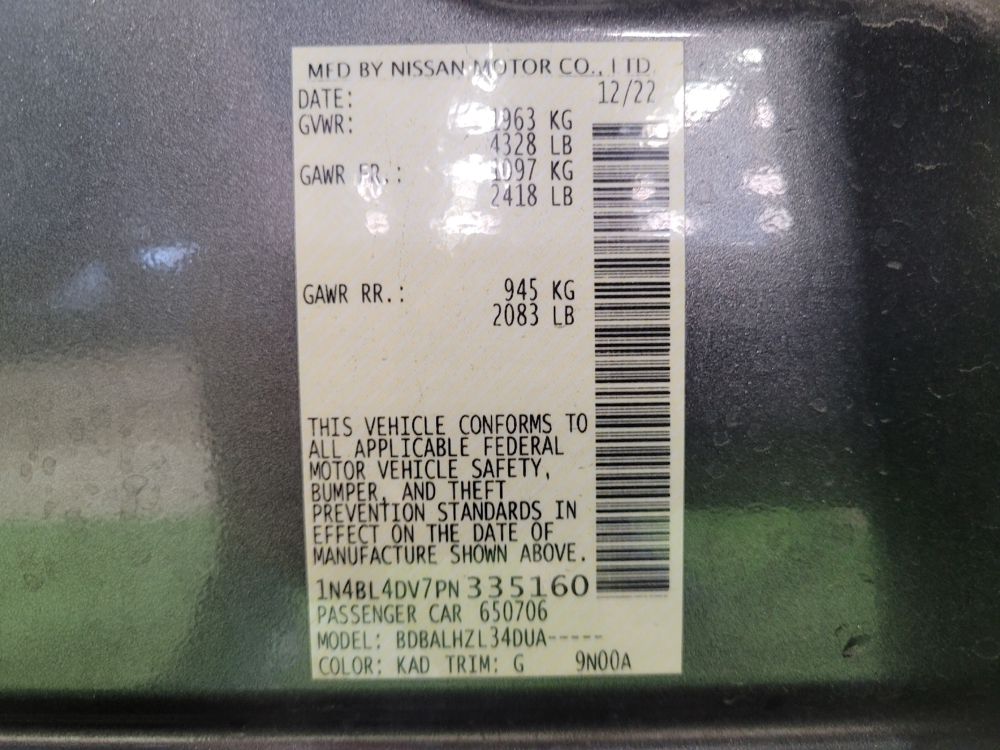 MFD BY NISSAN MOTOR CO., LTD.
DATE: 12/22
GVWR: 1963 KG
4328 LB
GAWR FR.: 1097 KG
2418 LB
GAWR RR.: 945 KG
2083 LB
THIS VEHICLE CONFORMS TO
ALL APPLICABLE FEDERAL
MOTOR VEHICLE SAFETY,
BUMPER, AND THEFT
PREVENTION STANDARDS IN
EFFECT ON THE DATE OF
MANUFACTURE SHOWN ABOVE.
1N4BL4DV7PN335160
PASSENGER CAR 650706
MODEL: BDBALHZL34DUA-----
COLOR: KAD TRIM: G 9N00A